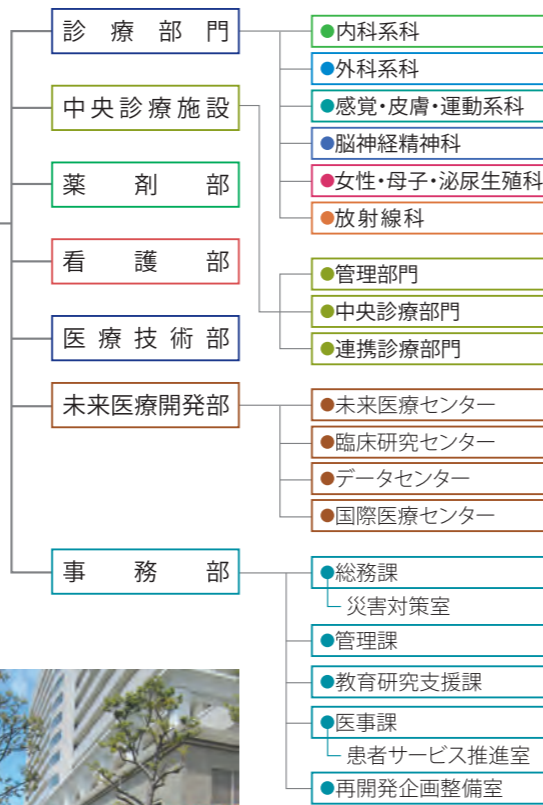 診療部門
●内科系科
●外科系科
●感覚・皮膚・運動系科
●脳神経精神科
●女性・母子・泌尿生殖科
●放射線科
中央診療施設
●管理部門
●中央診療部門
●連携診療部門
薬剤部
看護部
医療技術部
未来医療開発部
●未来医療センター
●臨床研究センター
●データセンター
●国際医療センター
事務部
●総務課
災害対策室
●管理課
●教育研究支援課
●医事課
患者サービス推進室
●再開発企画整備室